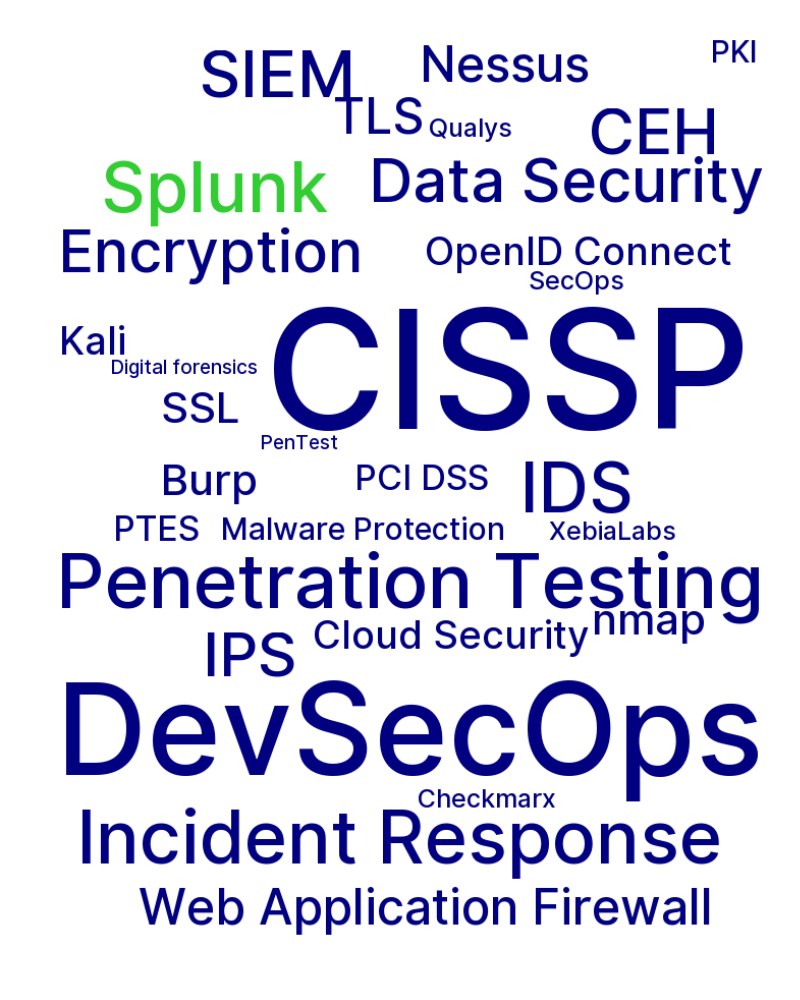 PKI
SIEM
Nessus
TLS
Qualys
CEH
Splunk
Data Security
Encryption
OpenID Connect
SecOps
CISSP
Kali
Digital forensics
SSL
PenTest
Burp
PCI DSS
IDS
PTES
Malware Protection
XebiaLabs
Penetration Testing
nmap
IPS
Cloud Security
DevSecOps
Checkmarx
Incident Response
Web Application Firewall